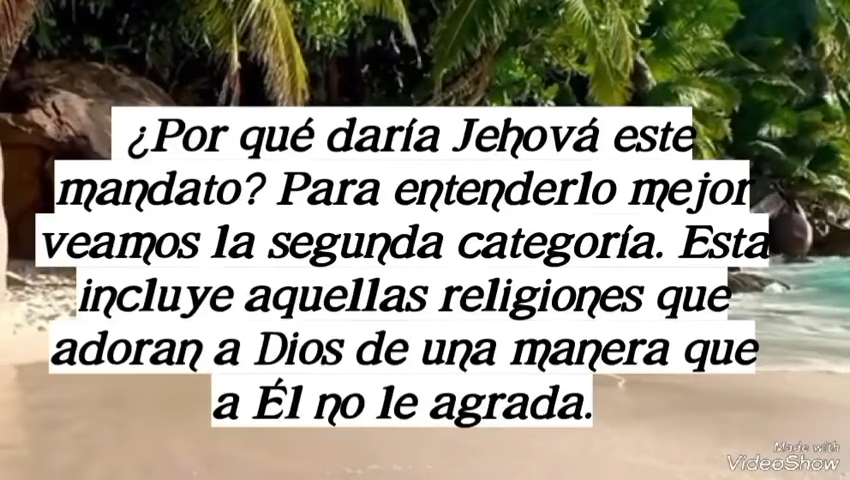 ¿Por qué daría Jehová este
mandato? Para entenderlo mejor
veamos la segunda categoría. Esta
incluye aquellas religiones que
adoran a Dios de una manera que
a Él no le agrada.
Made with
VideoShow